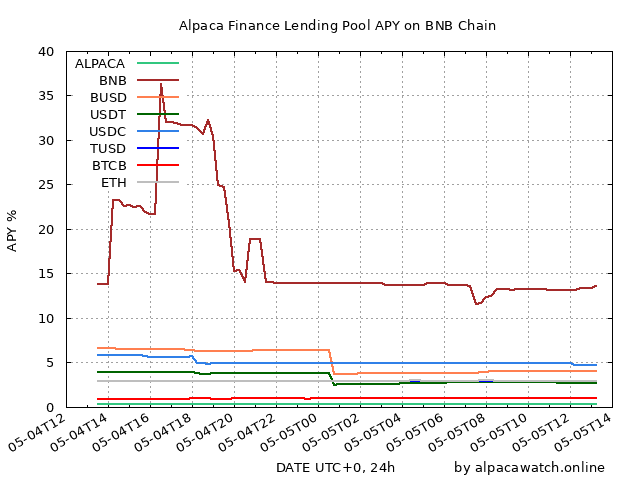 Alpaca Finance Lending Pool APY on BNB Chain
40
35
30
25
20
15
10
5
0
APY %
ALPACA
BNB
BUSD
USDT
USDC
TUSD
BTCB
ETH
05-04T12
05-04T14
05-04T16
05-04T18
05-04T20
05-04T22
05-05T00
05-05T02
05-05T04
05-05T06
05-05T08
05-05T10
05-05T12
05-05T14
DATE UTC+0, 24h
by alpacawatch.online